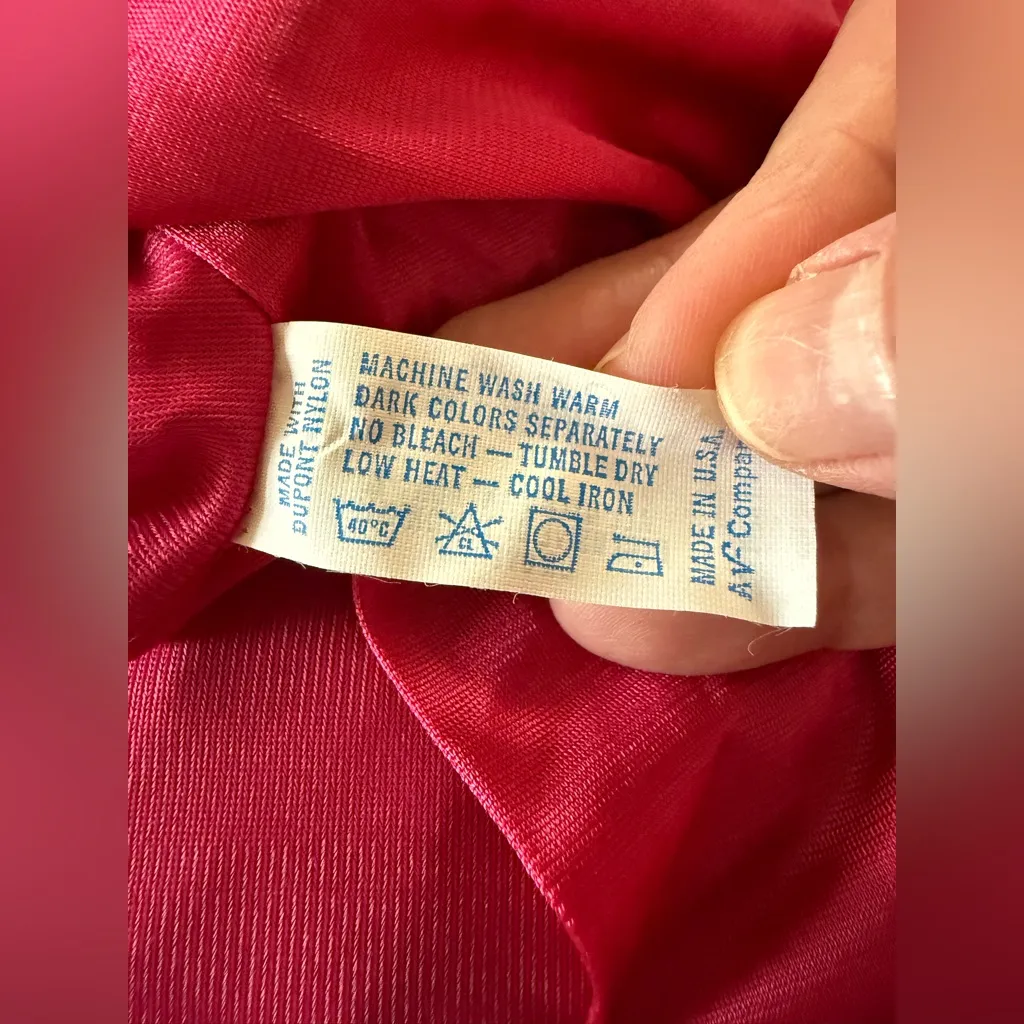 MADE WITH
DUPONT NYLON
MACHINE WASH WARM
DARK COLORS SEPARATELY
NO BLEACH — TUMBLE DRY
LOW HEAT — COOL IRON
40°C
CL
MADE IN U.S.A.